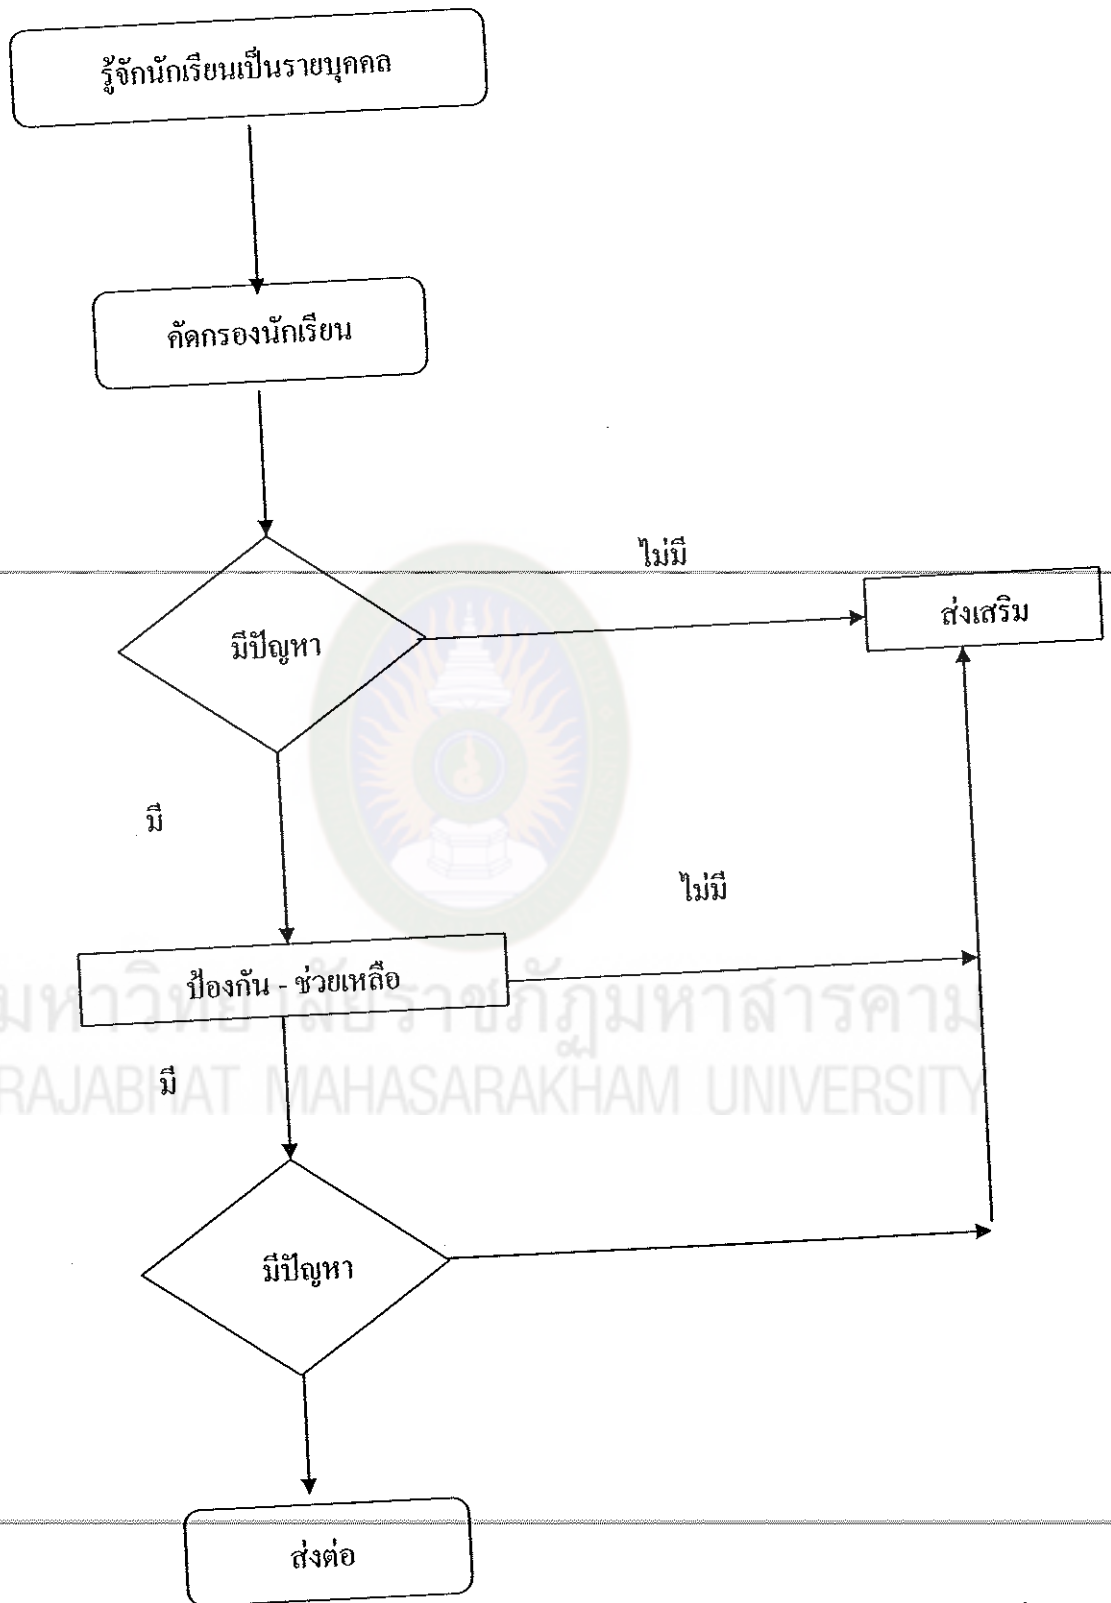 รู้จักนักเรียนเป็นรายบุคคล
คัดกรองนักเรียน
ไม่มี
ส่งเสริม
มีปัญหา
มี
ไม่มี
ป้องกัน - ช่วยเหลือ
มหาวิทยาลัยราชภัฏมหาสารคาม
RAJABHAT MAHASARAKHAM UNIVERSITY
มี
มีปัญหา
ส่งต่อ